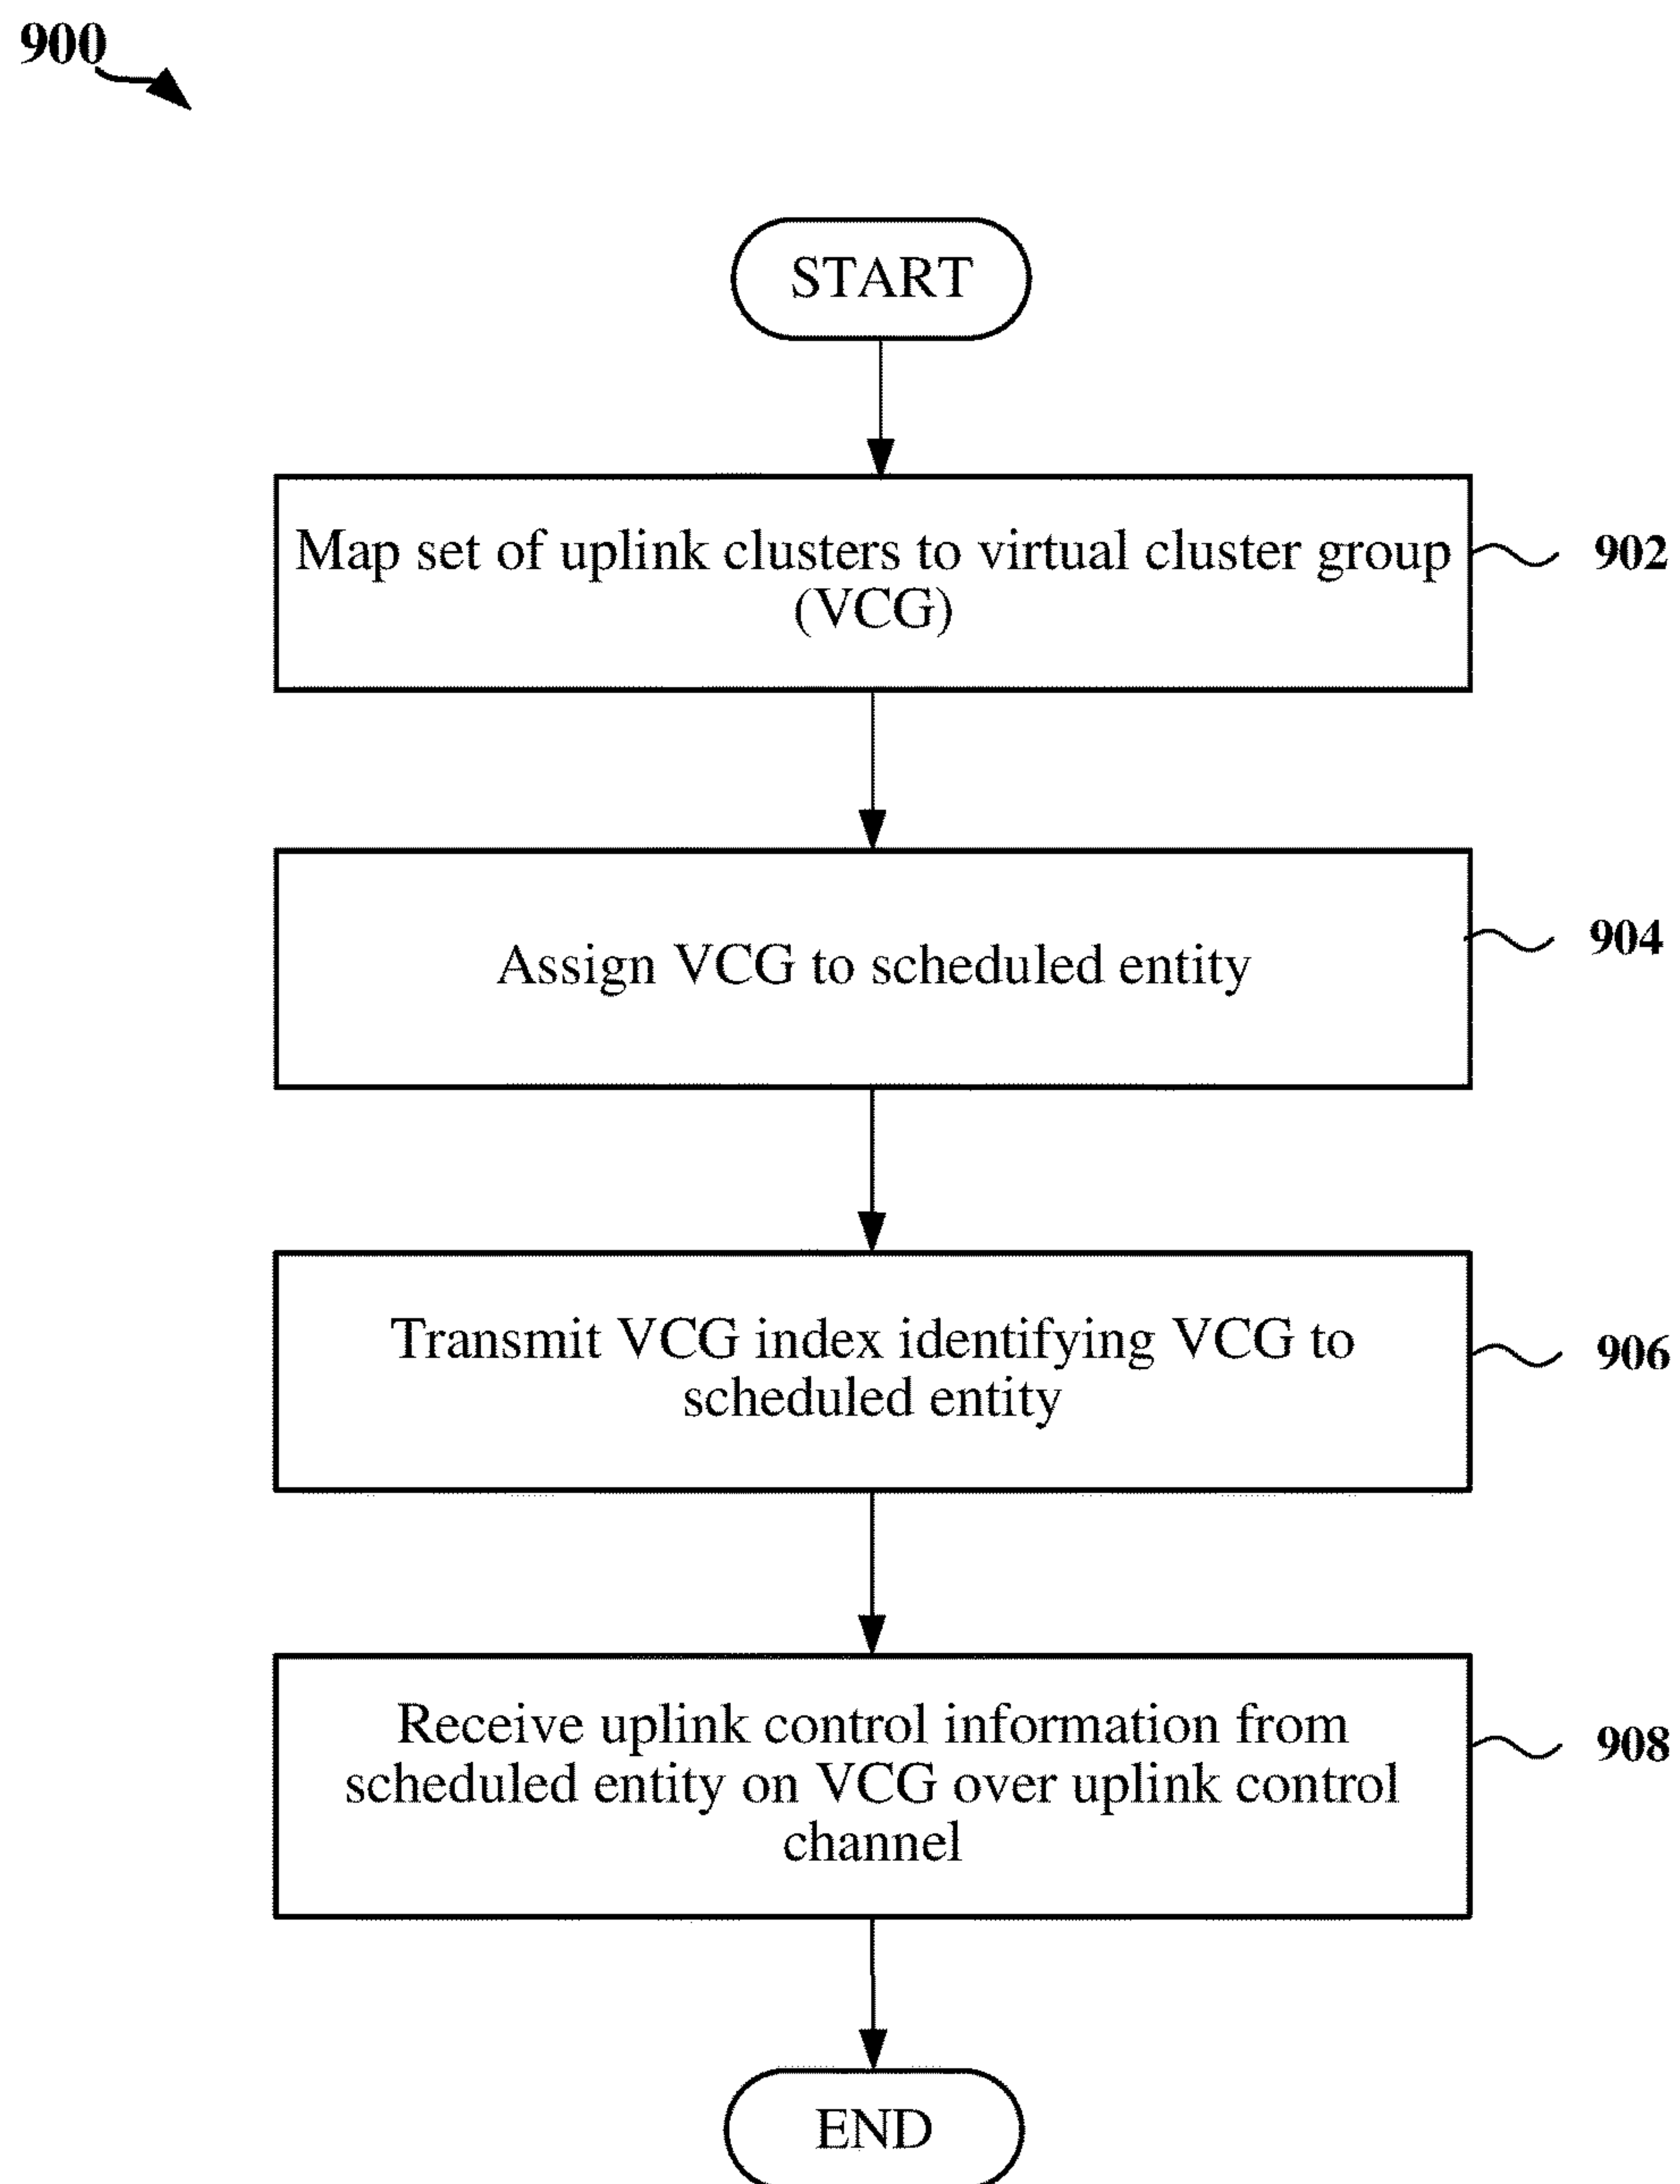 900
START
Map set of uplink clusters to virtual cluster group
(VCG)
902
Assign VCG to scheduled entity
904
Transmit VCG index identifying VCG to
scheduled entity
906
Receive uplink control information from
scheduled entity on VCG over uplink control
channel
908
END